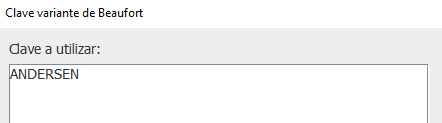 Clave variante de Beaufort
Clave a utilizar:
ANDERSEN